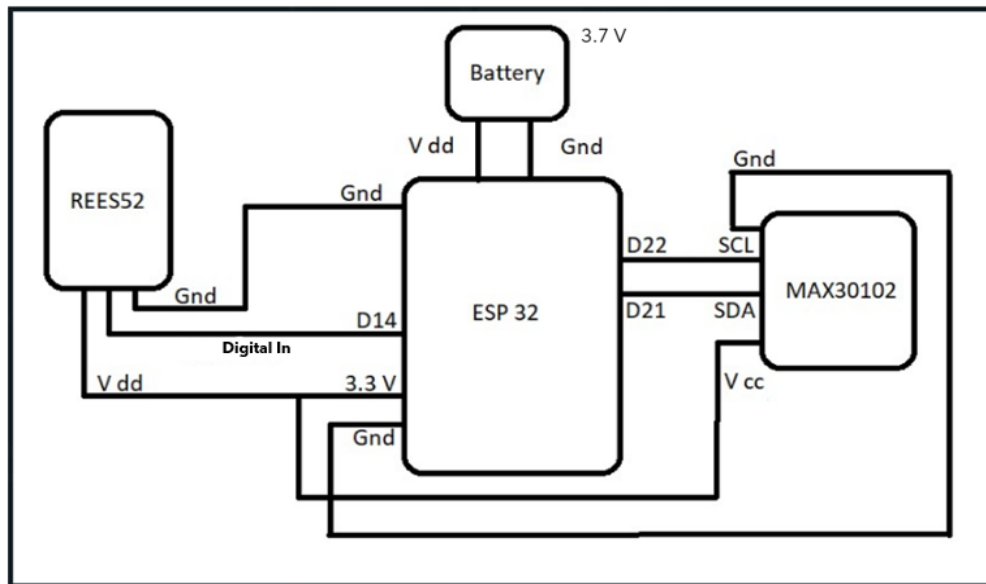 3.7 V
Battery
V dd
Gnd
Gnd
REES52
Gnd
D22
SCL
MAX30102
ESP 32
D21
SDA
Gnd
D14
Digital In
V dd
3.3 V
V cc
Gnd